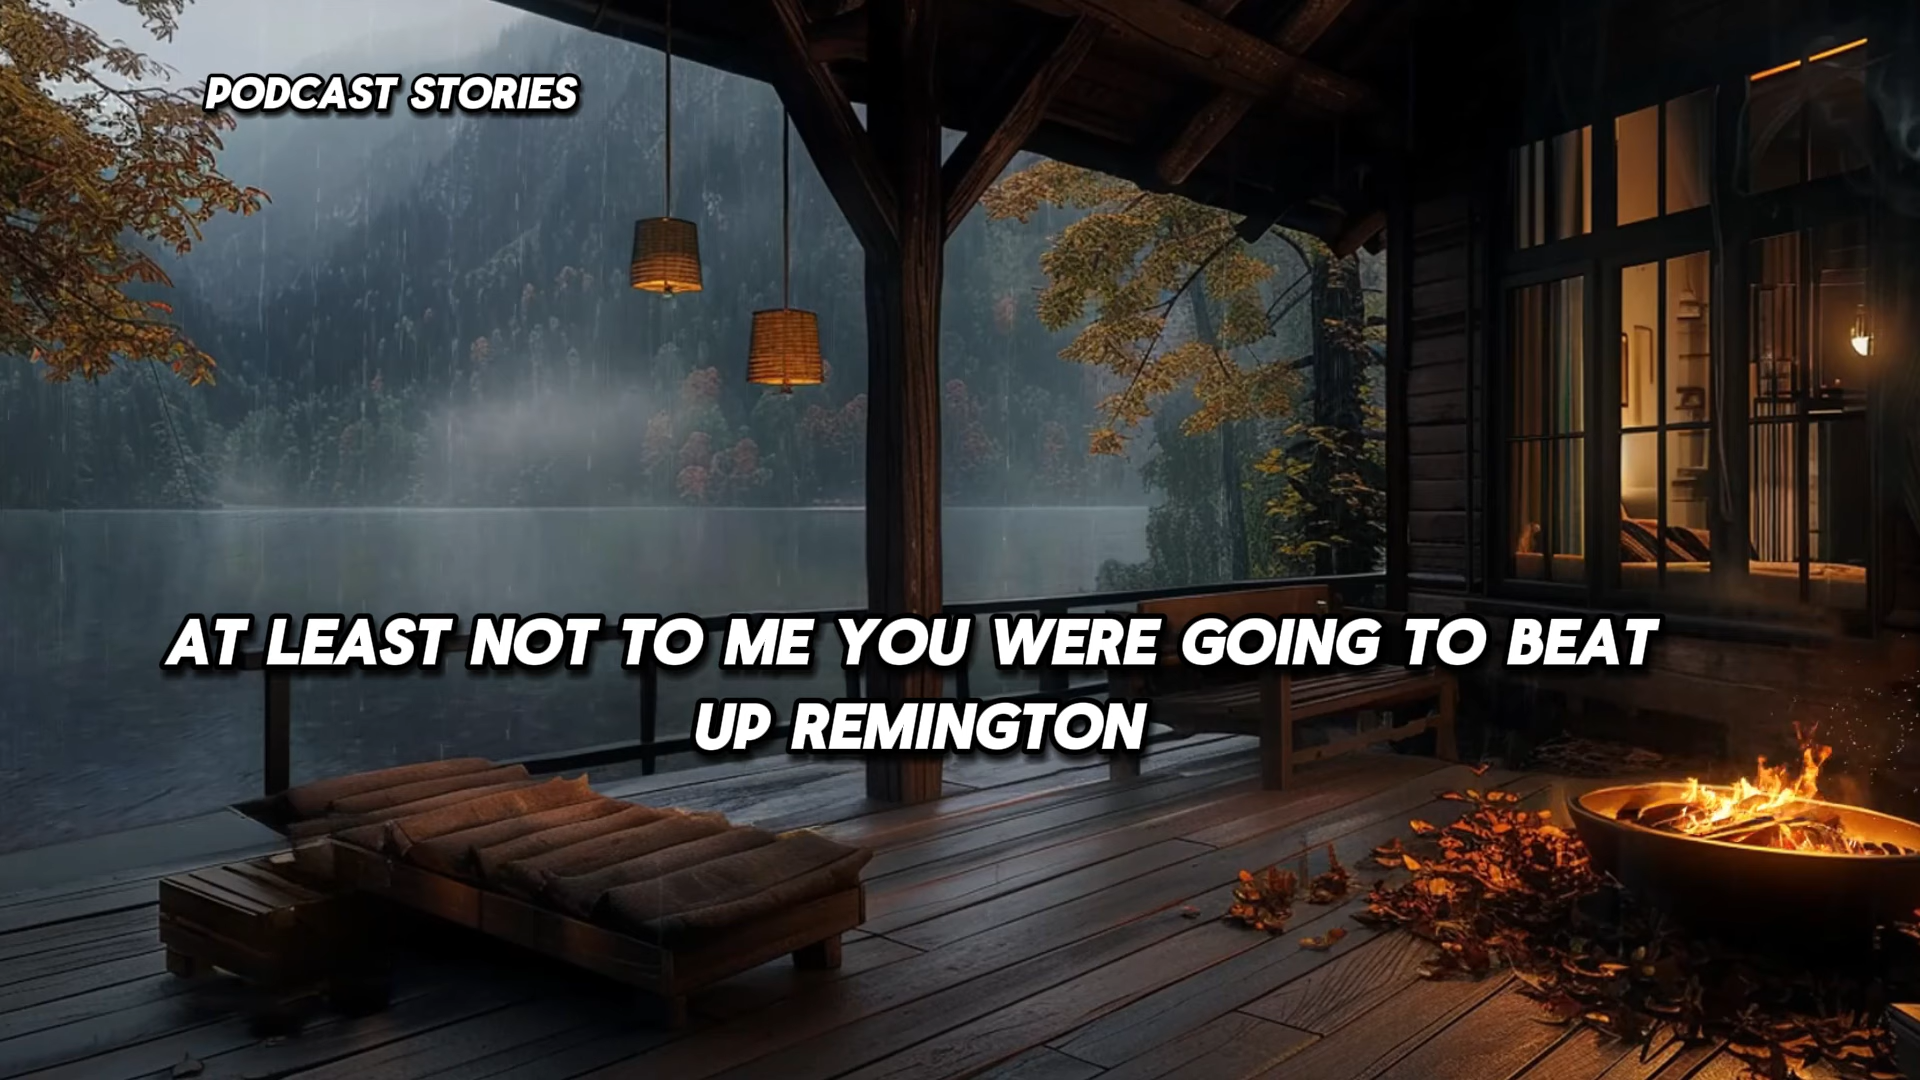 PODCAST STORIES
AT LEAST NOT TO ME YOU WERE GOING TO BEAT
UP REMINGTON